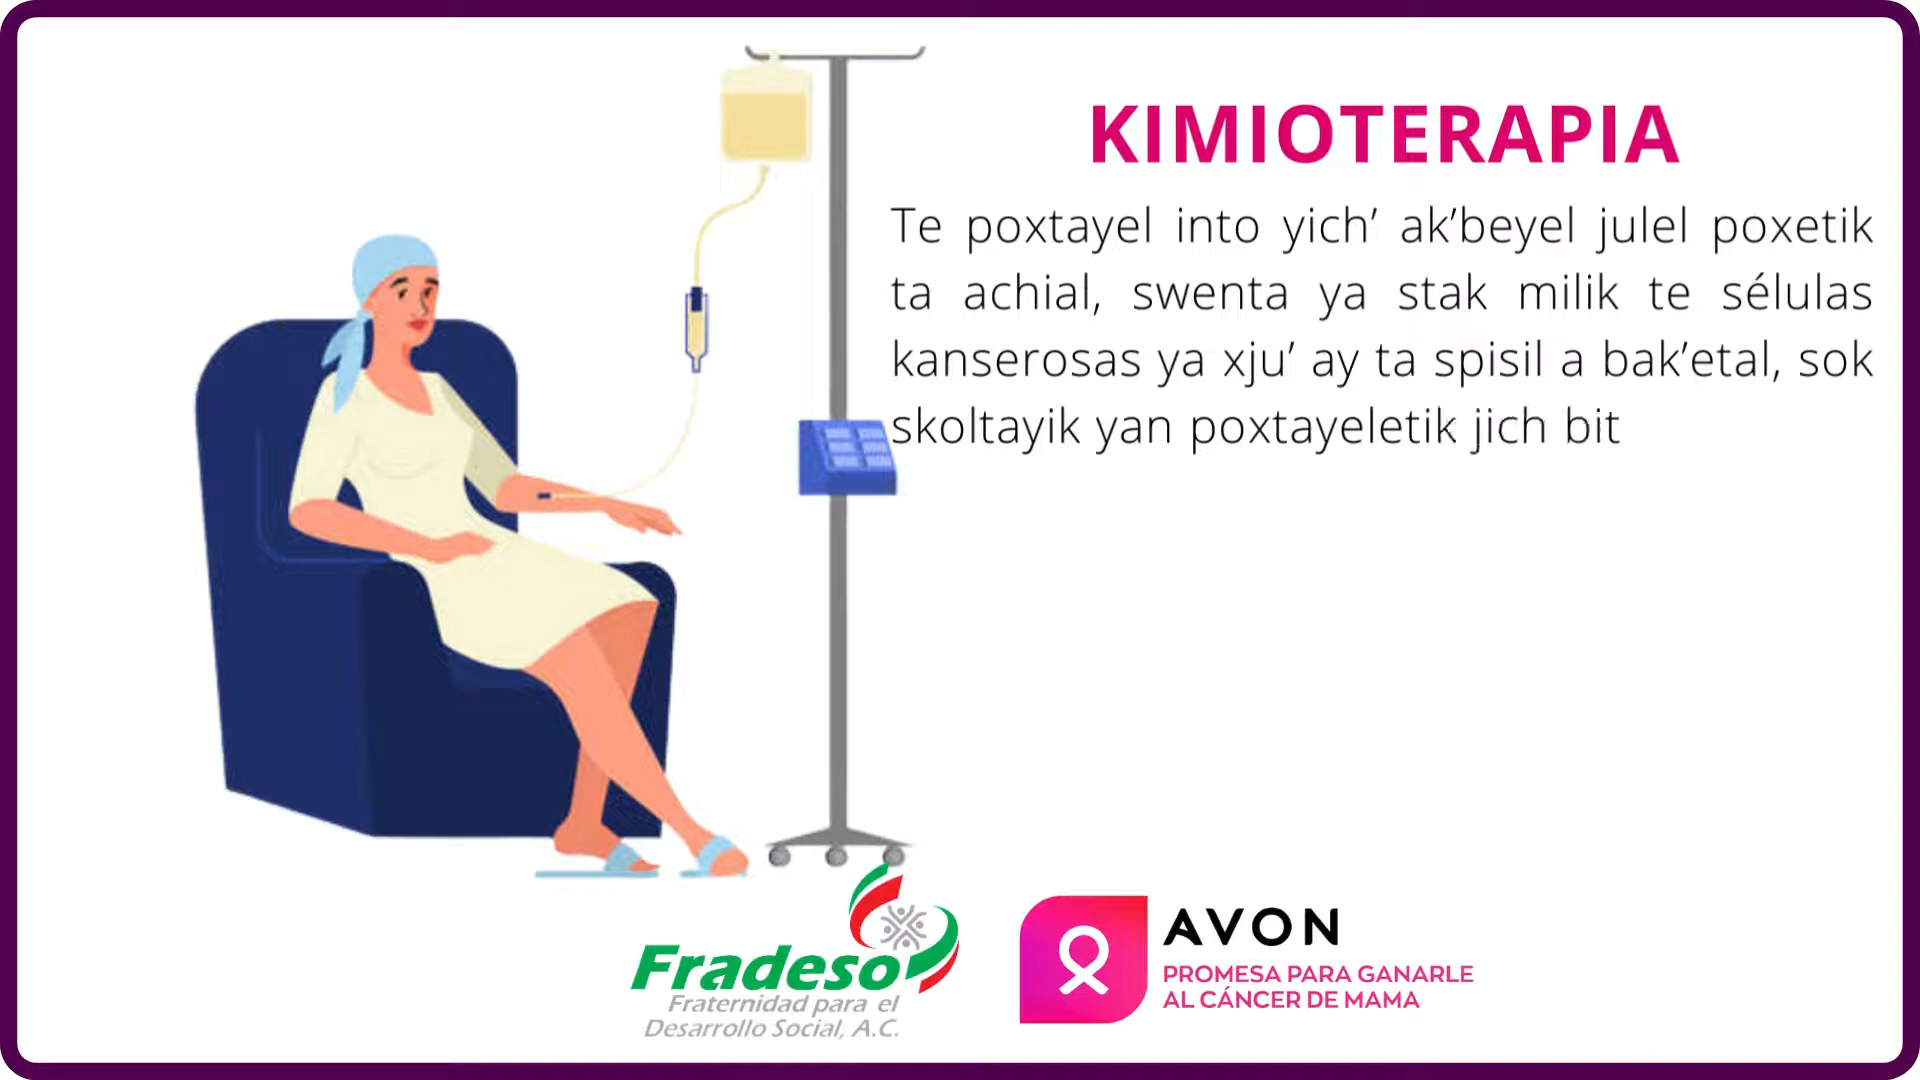 KIMIOTERAPIA
Te poxtayel into yich’ ak’beyel julel poxetik
ta achial, swenta ya stak milik te sélulas
kanserosas ya xju’ ay ta spisil a bak’etal, sok
skoltayik yan poxtayeletik jich bit
Fradeso
Fraternidad para el
Desarrollo Social, A.C.
AVON
PROMESA PARA GANARLE
AL CÁNCER DE MAMA